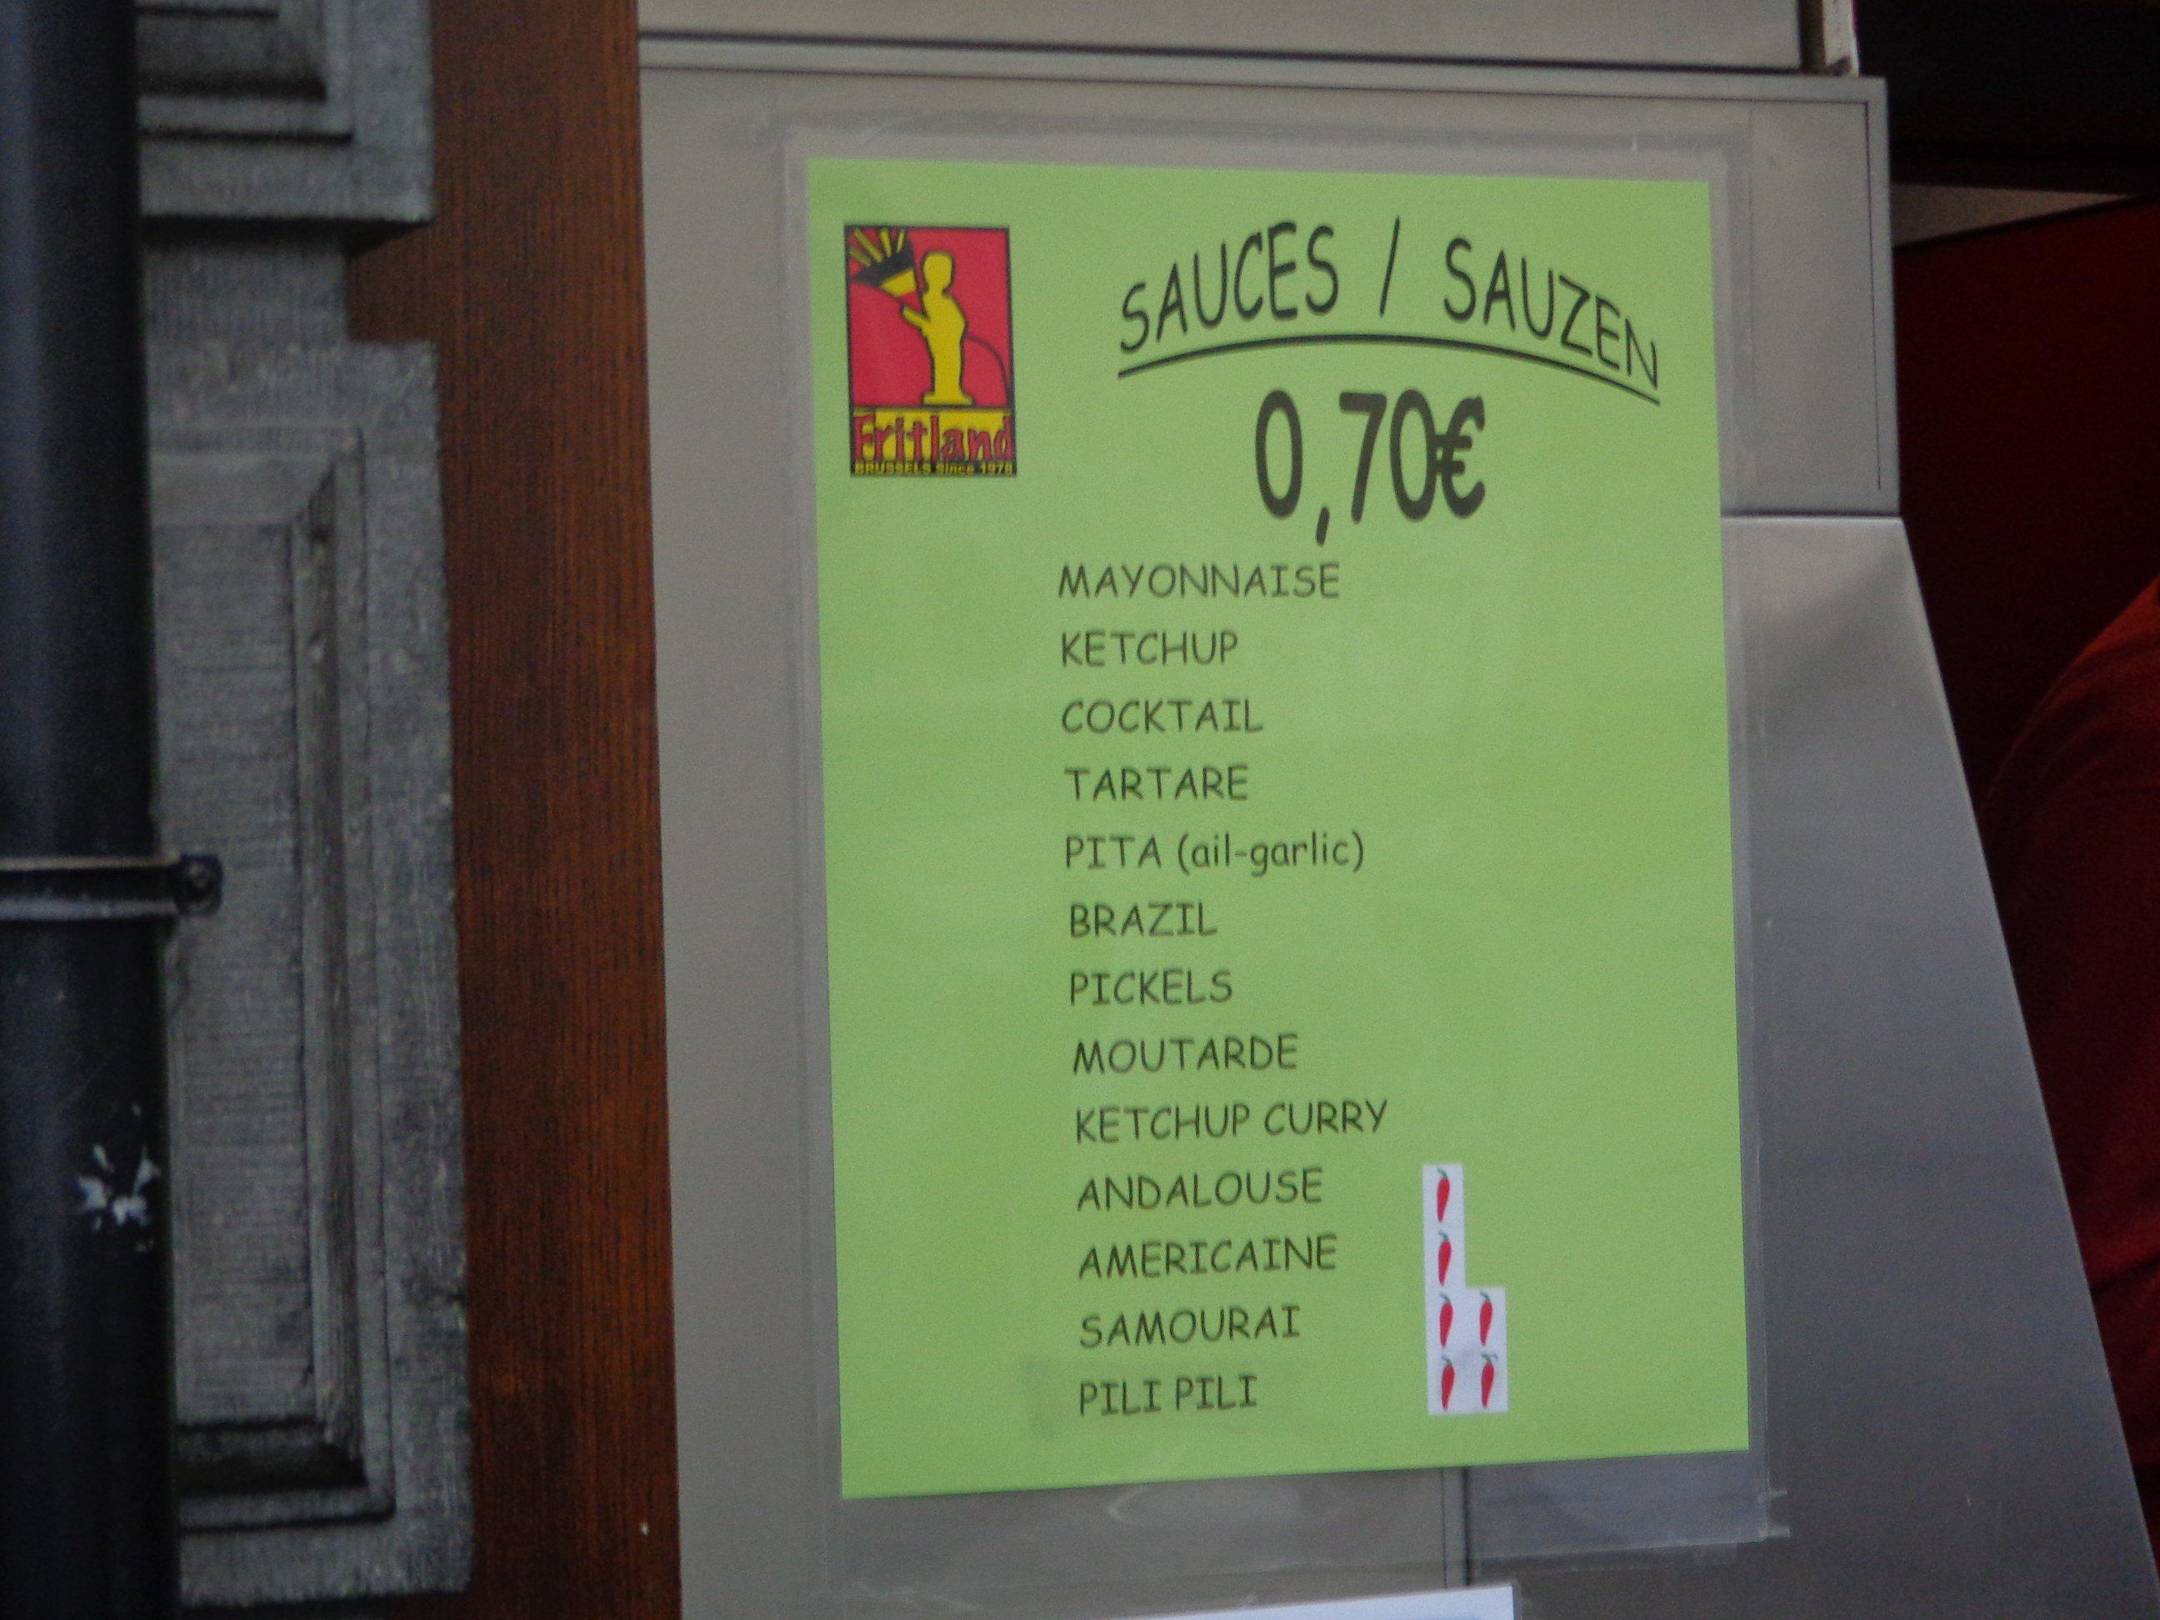 Fritland
BRUSSELS Since 1978
SAUCES / SAUZEN
0,70€
MAYONNAISE
KETCHUP
COCKTAIL
TARTARE
PITA (ail-garlic)
BRAZIL
PICKELS
MOUTARDE
KETCHUP CURRY
ANDALOUSE
AMERICAINE
SAMOURAI
PILI PILI